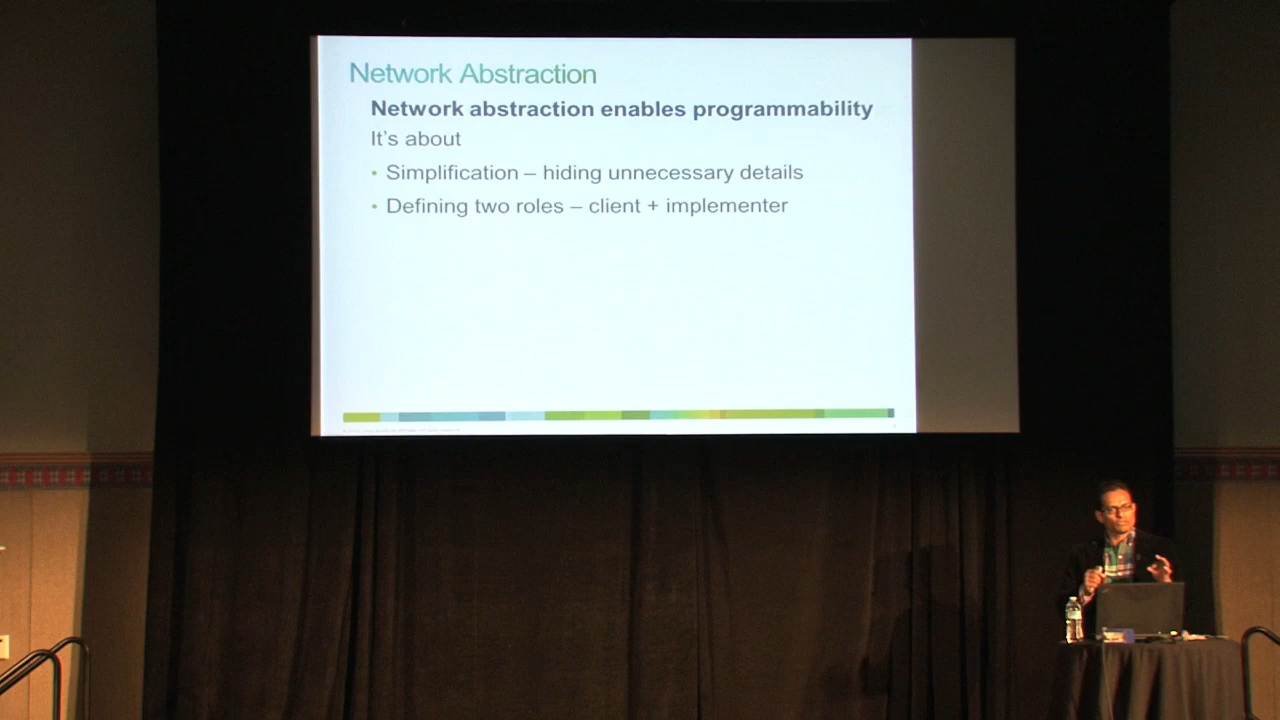 Network Abstraction
Network abstraction enables programmability
It's about
• Simplification – hiding unnecessary details
• Defining two roles – client + implementer